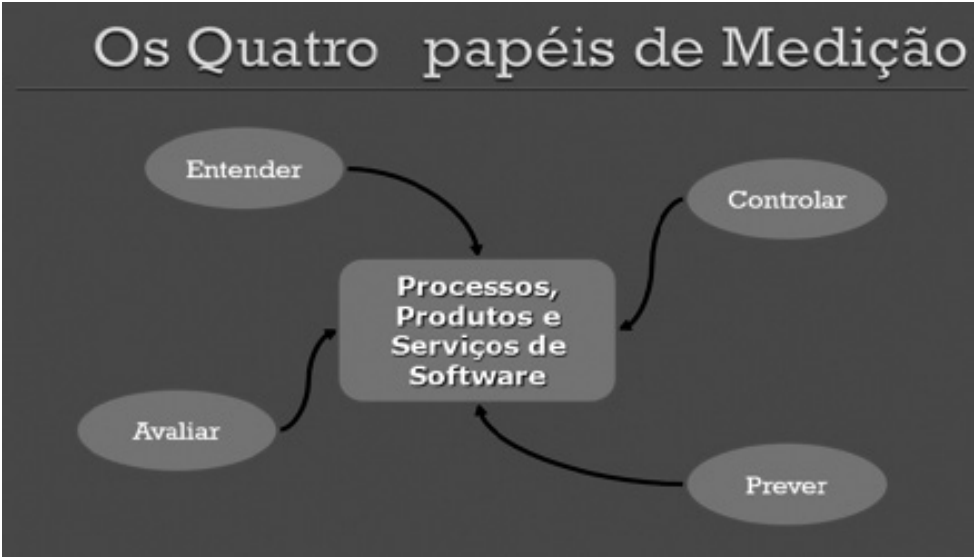 Os Quatro papéis de Medição
Entender
Controlar
Processos,
Produtos e
Serviços de
Software
Avaliar
Prever